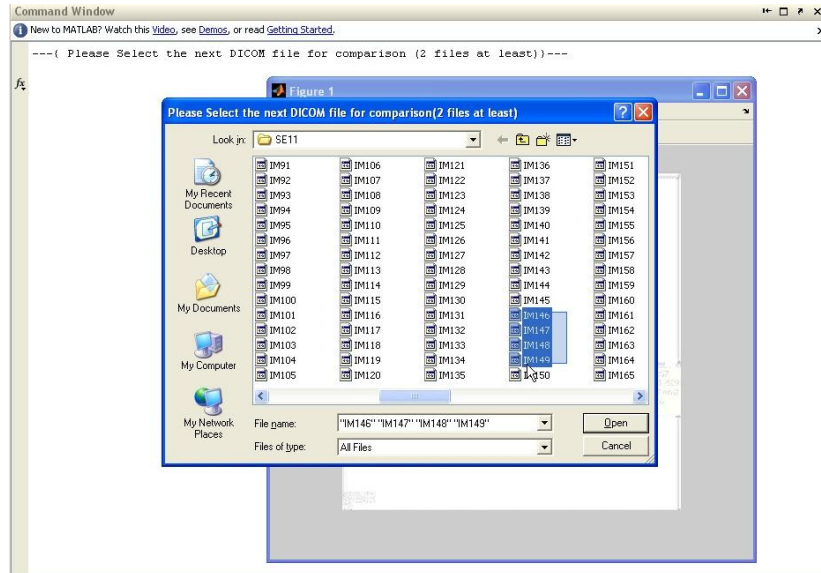 Command Window
New to MATLAB? Watch this Video, see Demos, or read Getting Started.
---( Please Select the next DICOM file for comparison (2 files at least))---
fx
Figure 1
Please Select the next DICOM file for comparison(2 files at least)
Look in: SE11
IM91 IM106 IM121 IM136 IM151
IM92 IM107 IM122 IM137 IM152
IM93 IM108 IM123 IM138 IM153
IM94 IM109 IM124 IM139 IM154
IM95 IM110 IM125 IM140 IM155
IM96 IM111 IM126 IM141 IM156
IM97 IM112 IM127 IM142 IM157
IM98 IM113 IM128 IM143 IM158
IM99 IM114 IM129 IM144 IM159
IM100 IM115 IM130 IM145 IM160
IM101 IM116 IM131 IM146 IM161
IM102 IM117 IM132 IM147 IM162
IM103 IM118 IM133 IM148 IM163
IM104 IM119 IM134 IM149 IM164
IM105 IM120 IM135 IM150 IM165
My Recent
Documents
Desktop
My Documents
My Computer
My Network
Places
File name: "IM146" "IM147" "IM148" "IM149" Open
Files of type: All Files Cancel